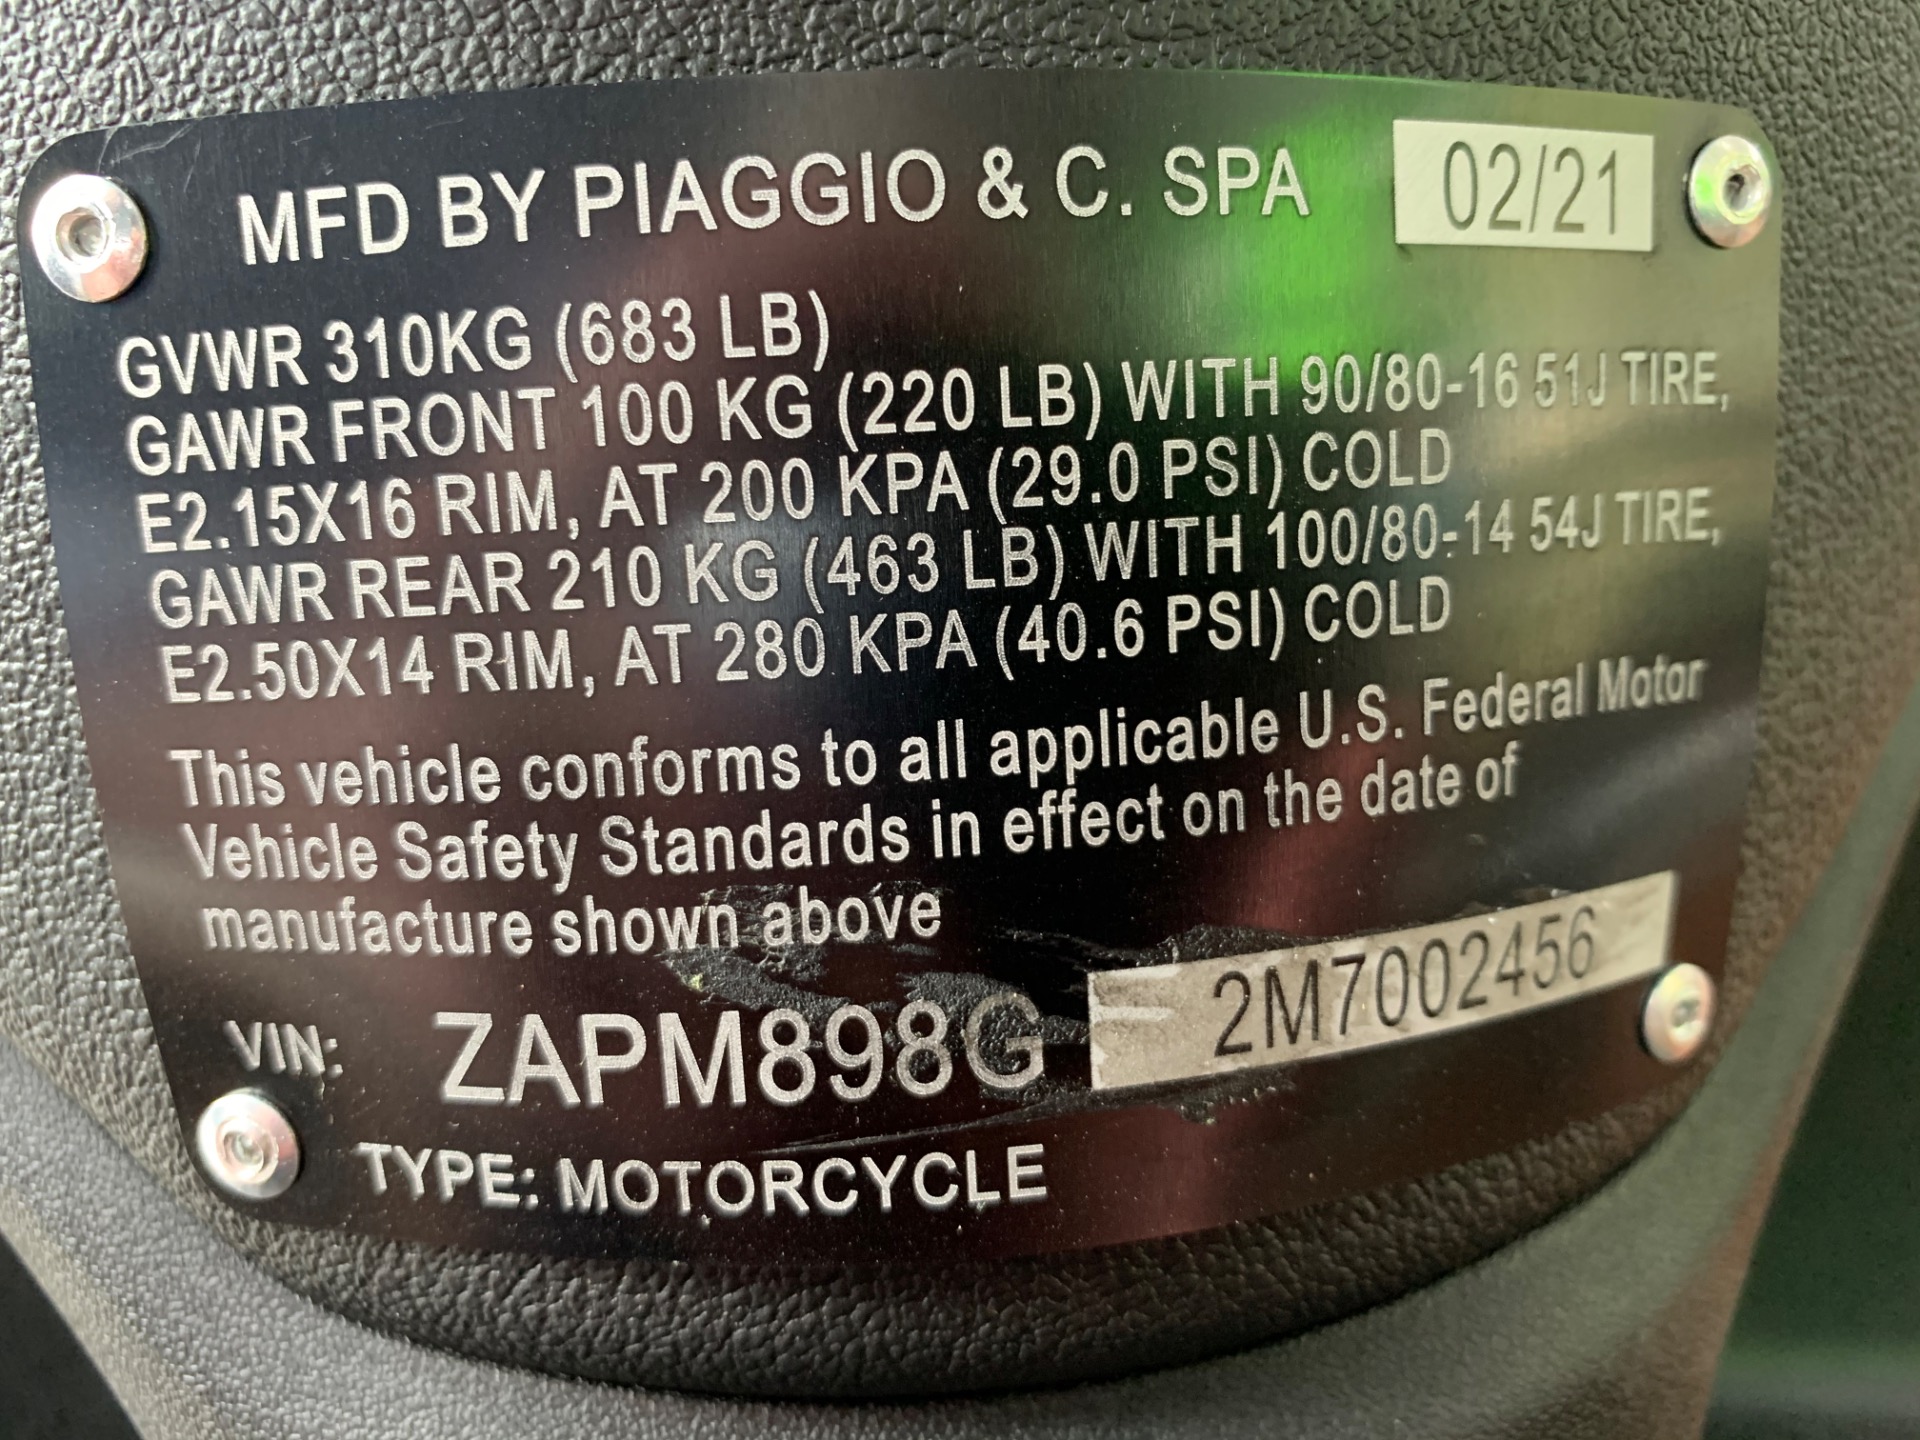 MFD BY PIAGGIO & C. SPA 02/21
GVWR 310KG (683 LB)
GAWR FRONT 100 KG (220 LB) WITH 90/80-16 51J TIRE,
E2.15X16 RIM, AT 200 KPA (29.0 PSI) COLD
GAWR REAR 210 KG (463 LB) WITH 100/80-14 54J TIRE,
E2.50X14 RIM, AT 280 KPA (40.6 PSI) COLD
This vehicle conforms to all applicable U.S. Federal Motor
Vehicle Safety Standards in effect on the date of
manufacture shown above
VIN: ZAPM898G 2M7002456
TYPE: MOTORCYCLE